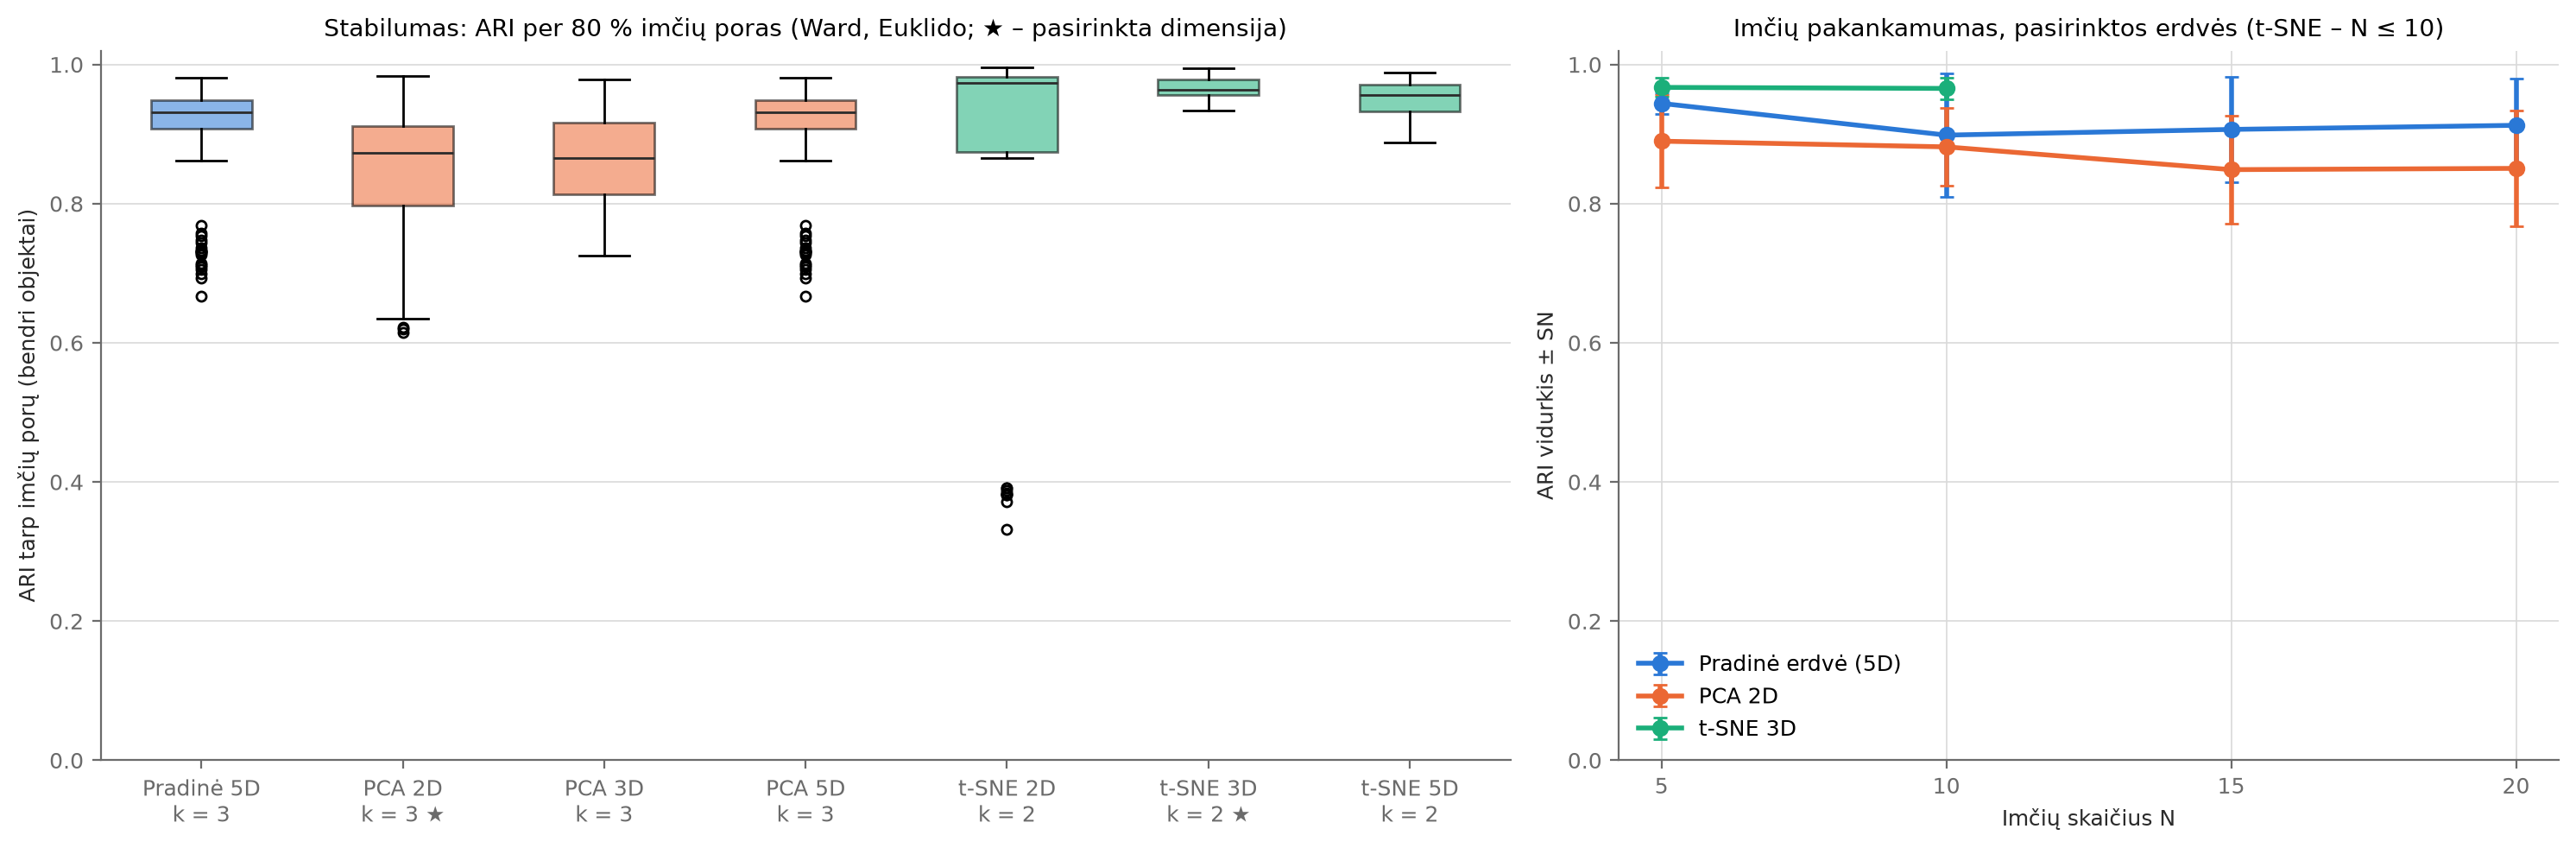 Stabilumas: ARI per 80 % imčių poras (Ward, Euklido; ★ – pasirinkta dimensija)
ARI tarp imčių porų (bendri objektai)
1.0
0.8
0.6
0.4
0.2
0.0
Pradinė 5D
k = 3
PCA 2D
k = 3 ★
PCA 3D
k = 3
PCA 5D
k = 3
t-SNE 2D
k = 2
t-SNE 3D
k = 2 ★
t-SNE 5D
k = 2
Imčių pakankamumas, pasirinktos erdvės (t-SNE – N ≤ 10)
ARI vidurkis ± SN
1.0
0.8
0.6
0.4
0.2
0.0
Pradinė erdvė (5D)
PCA 2D
t-SNE 3D
5
10
15
20
Imčių skaičius N